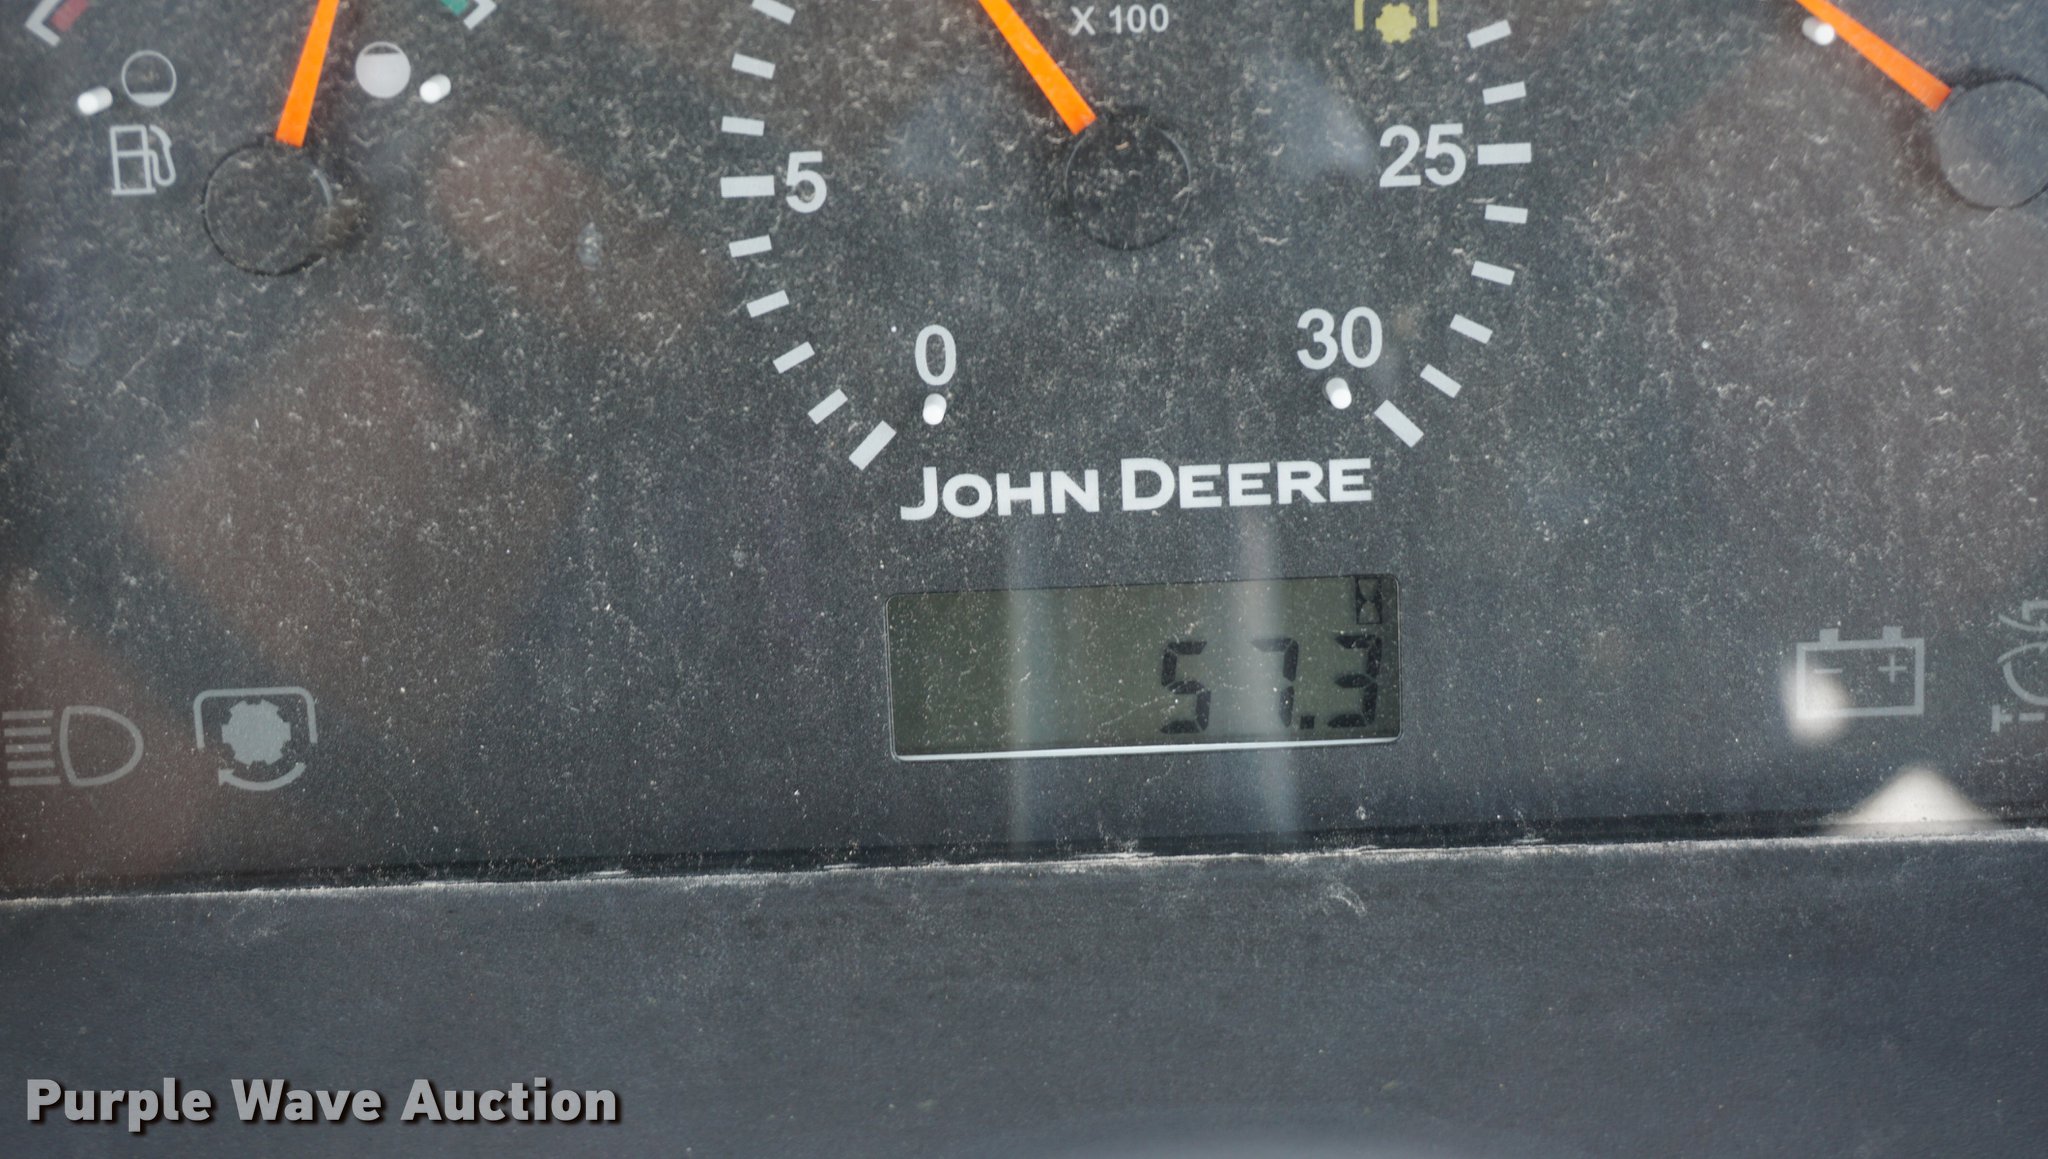 X 100
5
25
0
30
JOHN DEERE
57.3
- +
Purple Wave Auction